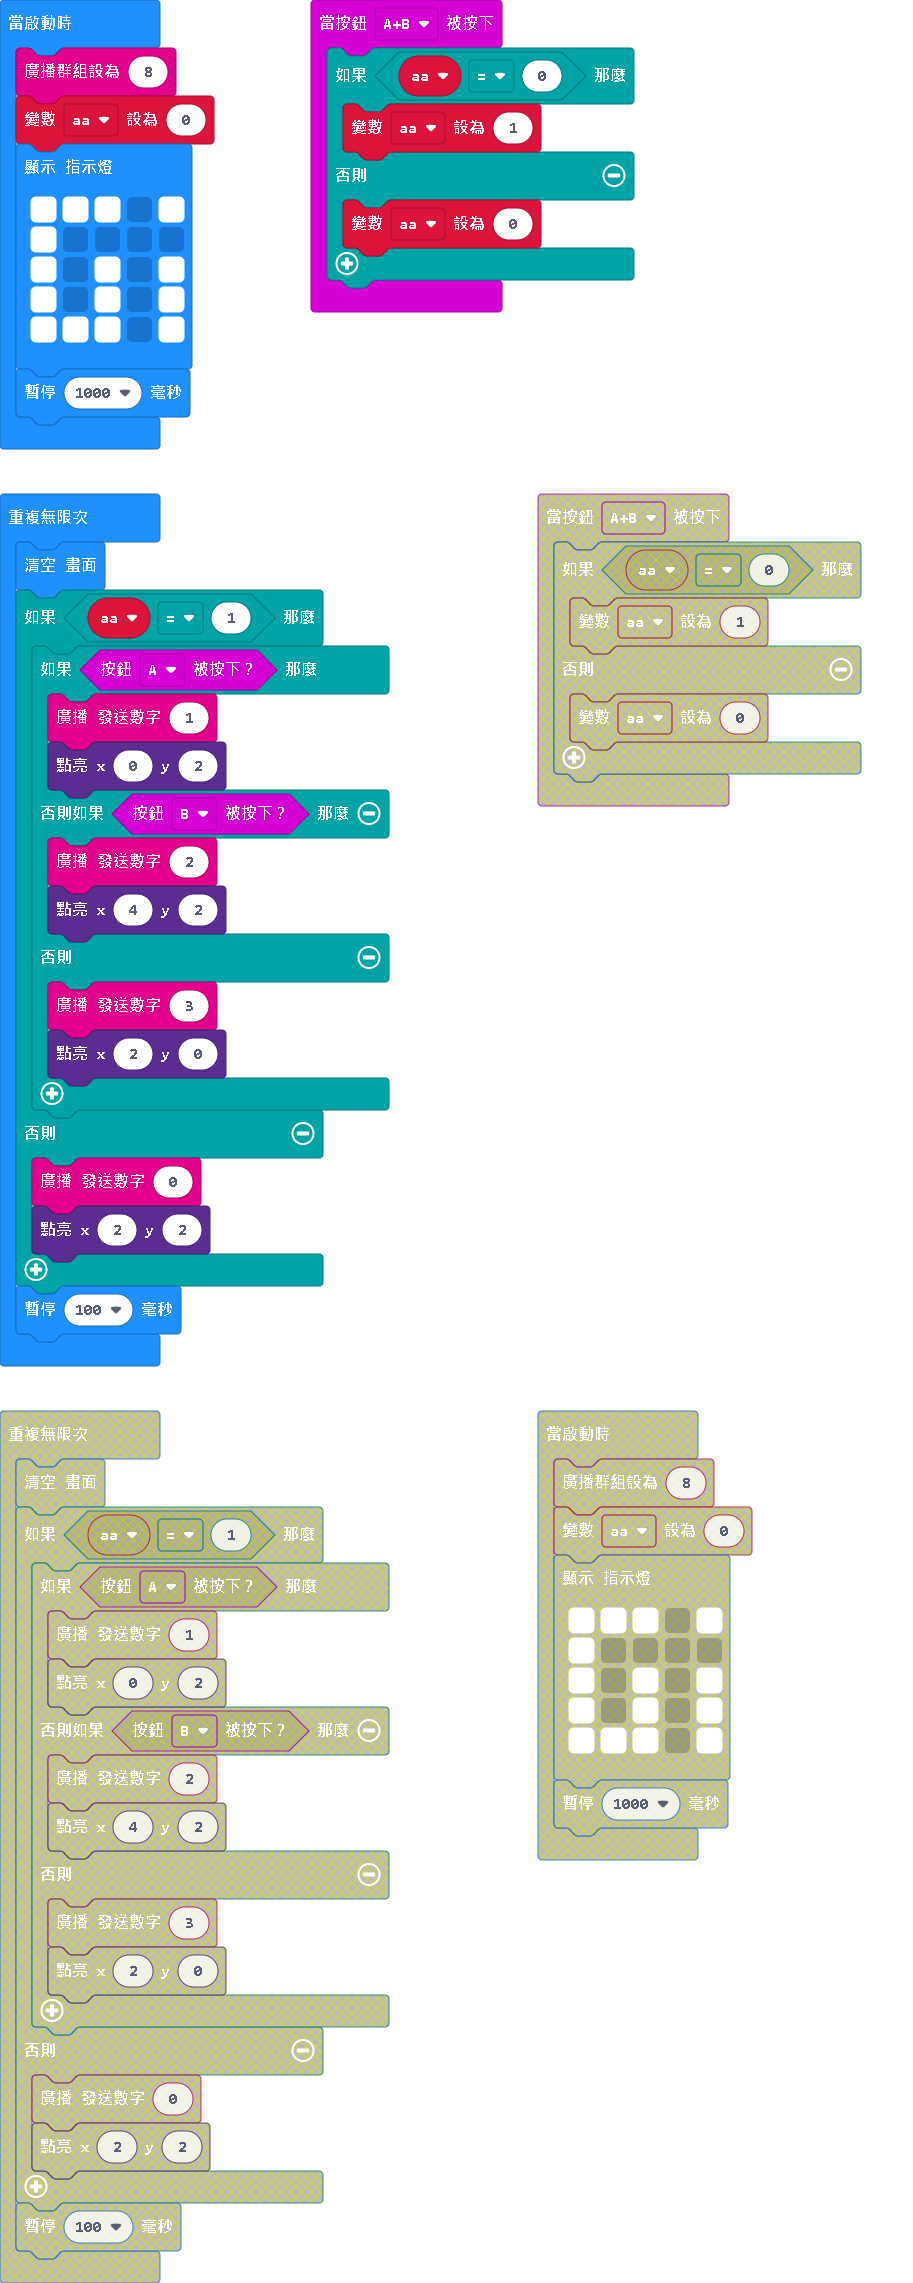 當啟動時
廣播群組設為 8
變數 aa 設為 0
顯示 指示燈
暫停 1000 毫秒
當按鈕 A+B 被按下
如果 aa = 0 那麼
變數 aa 設為 1
否則
變數 aa 設為 0
重複無限次
清空 畫面
如果 aa = 1 那麼
如果 按鈕 A 被按下？ 那麼
廣播 發送數字 1
點亮 x 0 y 2
否則如果 按鈕 B 被按下？ 那麼
廣播 發送數字 2
點亮 x 4 y 2
否則
廣播 發送數字 3
點亮 x 2 y 0
否則
廣播 發送數字 0
點亮 x 2 y 2
暫停 100 毫秒
當按鈕 A+B 被按下
如果 aa = 0 那麼
變數 aa 設為 1
否則
變數 aa 設為 0
重複無限次
清空 畫面
如果 aa = 1 那麼
如果 按鈕 A 被按下？ 那麼
廣播 發送數字 1
點亮 x 0 y 2
否則如果 按鈕 B 被按下？ 那麼
廣播 發送數字 2
點亮 x 4 y 2
否則
廣播 發送數字 3
點亮 x 2 y 0
否則
廣播 發送數字 0
點亮 x 2 y 2
暫停 100 毫秒
當啟動時
廣播群組設為 8
變數 aa 設為 0
顯示 指示燈
暫停 1000 毫秒